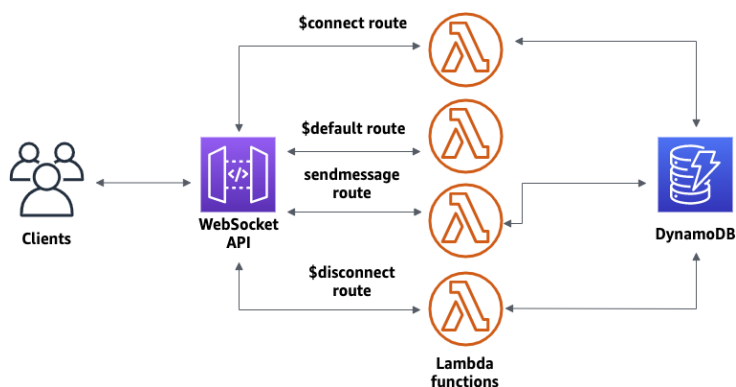 $connect route
$default route
sendmessage
route
</>
Clients
WebSocket
API
DynamoDB
$disconnect
route
Lambda
functions